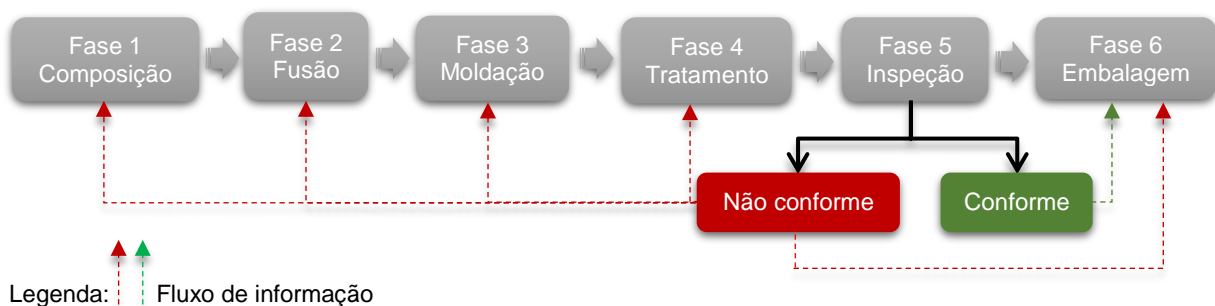 Fase 1
Composição
Fase 2
Fusão
Fase 3
Moldação
Fase 4
Tratamento
Fase 5
Inspeção
Fase 6
Embalagem
Não conforme
Conforme
Legenda: Fluxo de informação